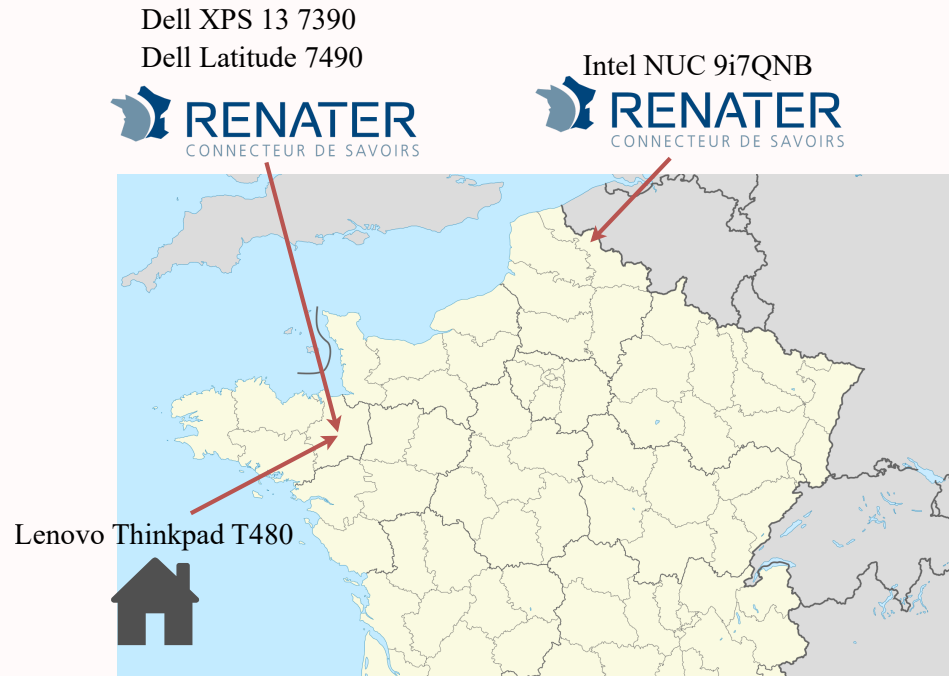 Dell XPS 13 7390
Dell Latitude 7490
RENATER
CONNECTEUR DE SAVOIRS
Intel NUC 9i7QNB
RENATER
CONNECTEUR DE SAVOIRS
Lenovo Thinkpad T480